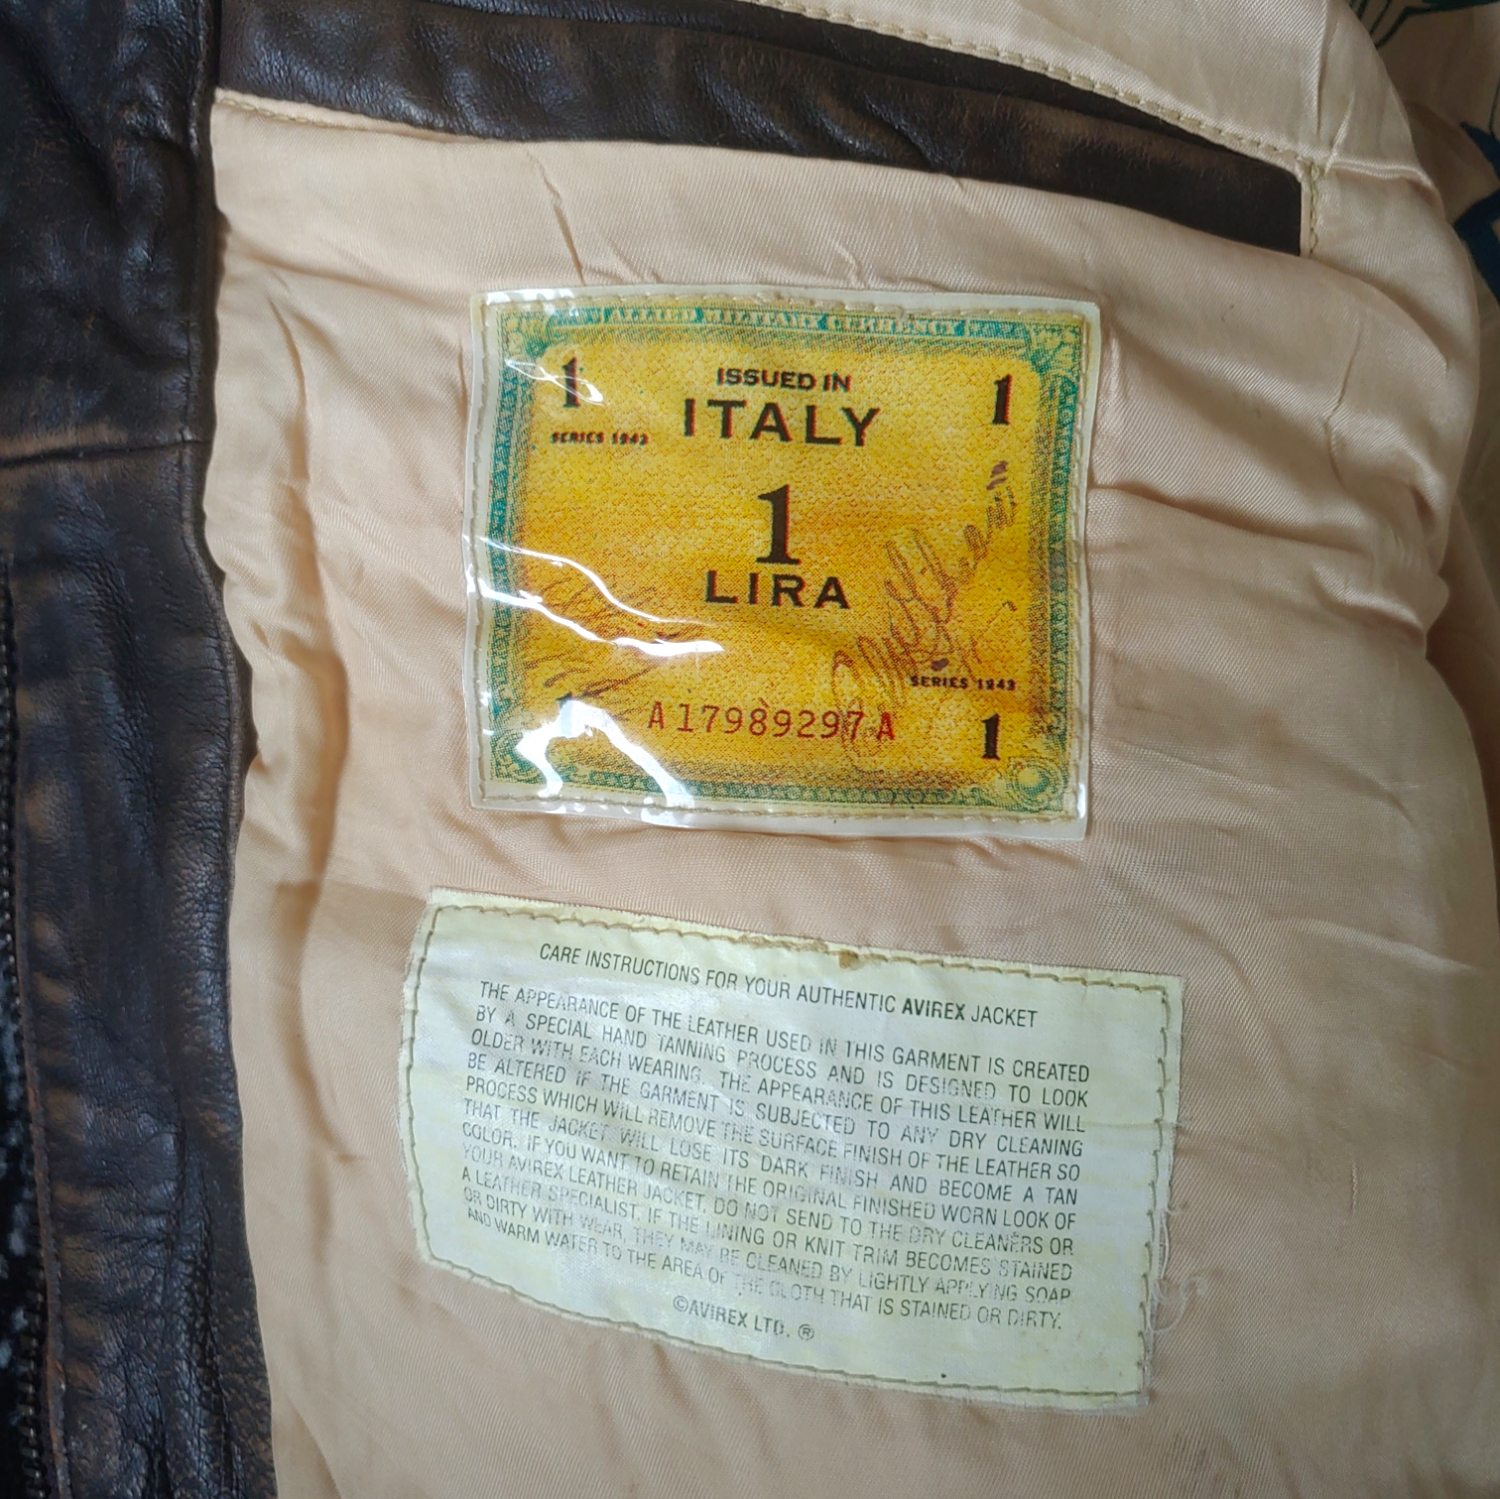 ALLIED MILITARY CURRENCY
1
ISSUED IN
1
SERIES 1943
ITALY
1
LIRA
SERIES 1943
A17989297A
1
CARE INSTRUCTIONS FOR YOUR AUTHENTIC AVIREX JACKET
THE APPEARANCE OF THE LEATHER USED IN THIS GARMENT IS CREATED
BY A SPECIAL HAND TANNING PROCESS AND IS DESIGNED TO LOOK
OLDER WITH EACH WEARING. THE APPEARANCE OF THIS LEATHER WILL
BE ALTERED IF THE GARMENT IS SUBJECTED TO ANY DRY CLEANING
PROCESS WHICH WILL REMOVE THE SURFACE FINISH OF THE LEATHER SO
THAT THE JACKET WILL LOSE ITS DARK FINISH AND BECOME A TAN
COLOR. IF YOU WANT TO RETAIN THE ORIGINAL FINISHED WORN LOOK OF
YOUR AVIREX LEATHER JACKET, DO NOT SEND TO THE DRY CLEANERS OR
A LEATHER SPECIALIST. IF THE LINING OR KNIT TRIM BECOMES STAINED
OR DIRTY WITH WEAR, THEY MAY BE CLEANED BY LIGHTLY APPLYING SOAP
AND WARM WATER TO THE AREA OF THE CLOTH THAT IS STAINED OR DIRTY.
©AVIREX LTD. ®